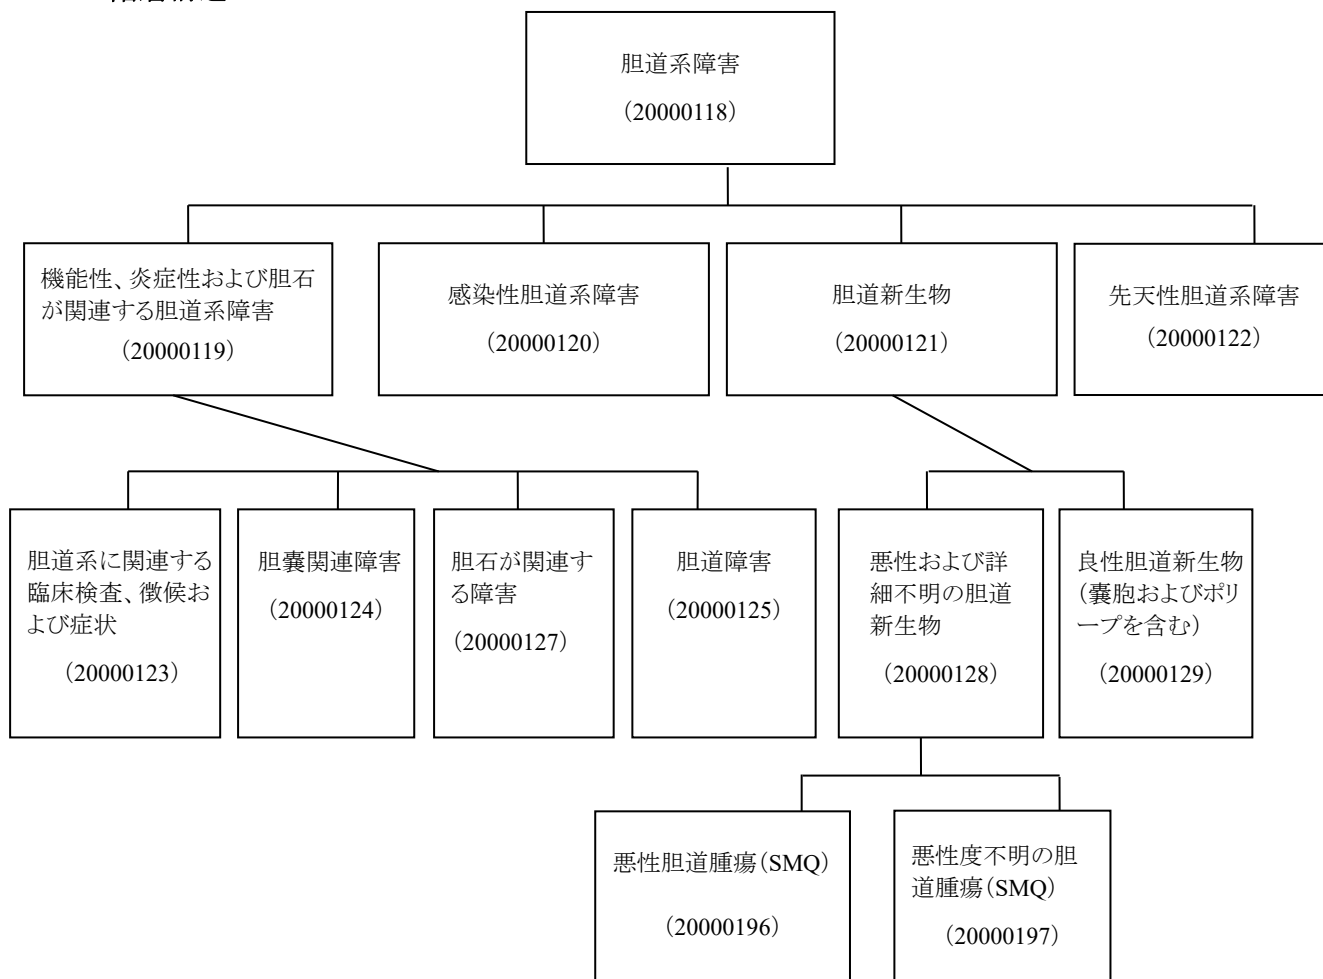 胆道系障害
（20000118）
機能性、炎症性および胆石
が関連する胆道系障害
（20000119）
感染性胆道系障害
（20000120）
胆道新生物
（20000121）
先天性胆道系障害
（20000122）
胆道系に関連する
臨床検査、徴候お
よび症状
（20000123）
胆嚢関連障害
（20000124）
胆石が関連す
る障害
（20000127）
胆道障害
（20000125）
悪性および詳
細不明の胆道
新生物
（20000128）
良性胆道新生物
（嚢胞およびポリ
ープを含む）
（20000129）
悪性胆道腫瘍（SMQ）
（20000196）
悪性度不明の胆
道腫瘍（SMQ）
（20000197）